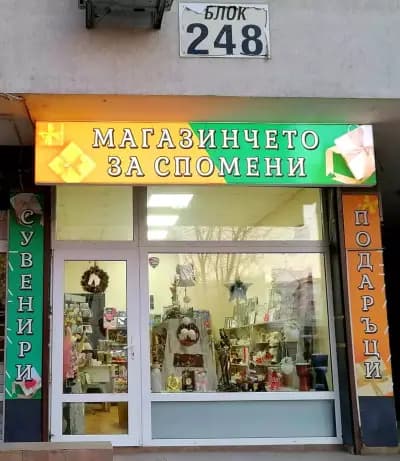 БЛОК
248
МАГАЗИНЧЕТО
ЗА СПОМЕНИ
СУВЕНИРИ
ПОДАРЪЦИ